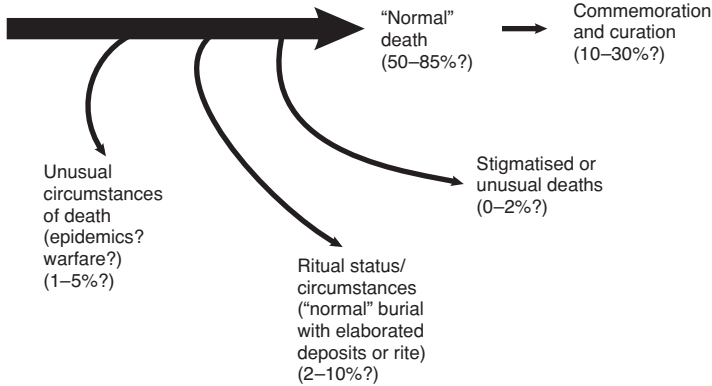 “Normal”
death
(50–85%?)
Commemoration
and curation
(10–30%?)
Unusual
circumstances
of death
(epidemics?
warfare?)
(1–5%?)
Ritual status/
circumstances
(“normal” burial
with elaborated
deposits or rite)
(2–10%?)
Stigmatised or
unusual deaths
(0–2%?)